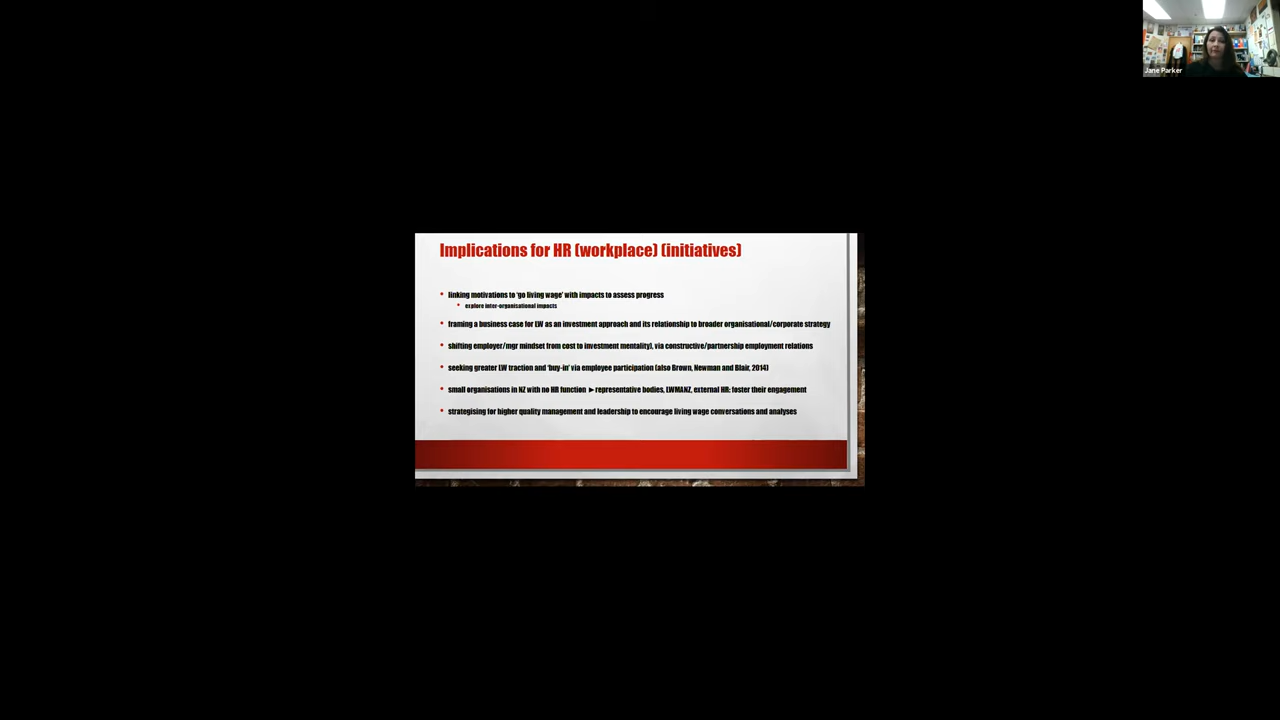 Jane Parker
Implications for HR (workplace) (initiatives)
• linking motivations to 'go living wage' with impacts to assess progress
• explore inter-organisational impacts
• framing a business case for LW as an investment approach and its relationship to broader organisational/corporate strategy
• shifting employer/mgr mindset from cost to investment mentality), via constructive/partnership employment relations
• seeking greater LW traction and 'buy-in' via employee participation (also Brown, Newman and Blair, 2014)
• small organisations in NZ with no HR function ➤ representative bodies, LWMANZ, external HR: foster their engagement
• strategising for higher quality management and leadership to encourage living wage conversations and analyses